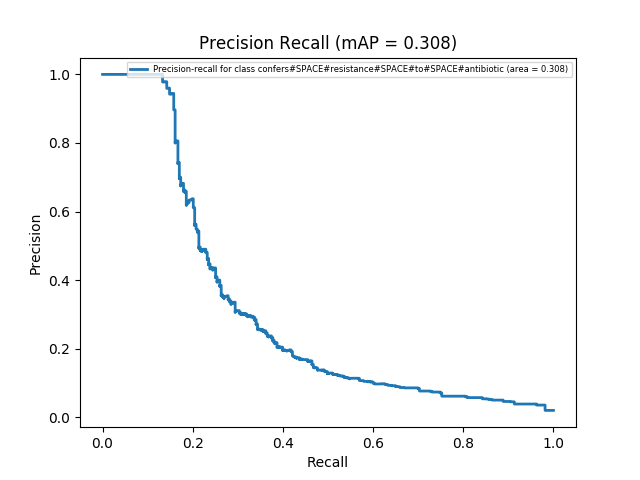 Precision Recall (mAP = 0.308)
Precision-recall for class confers#SPACE#resistance#SPACE#to#SPACE#antibiotic (area = 0.308)
1.0
0.8
0.6
0.4
0.2
0.0
Precision
0.0 0.2 0.4 0.6 0.8 1.0
Recall